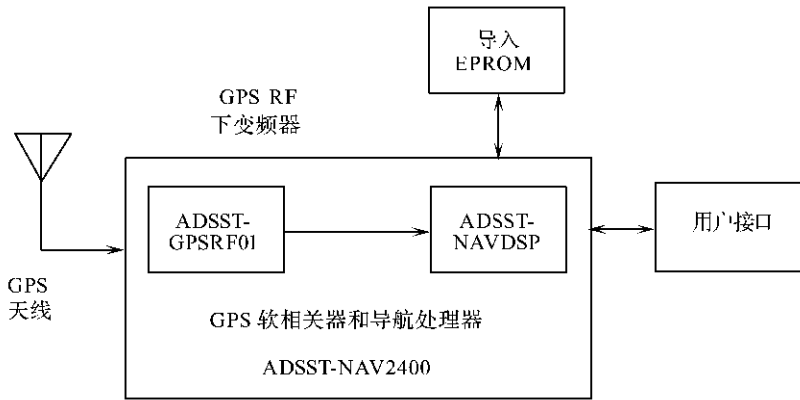 导入
EPROM
GPS RF
下变频器
ADSST-
GPSRF01
ADSST-
NAVDSP
用户接口
GPS
天线
GPS 软相关器和导航处理器
ADSST-NAV2400